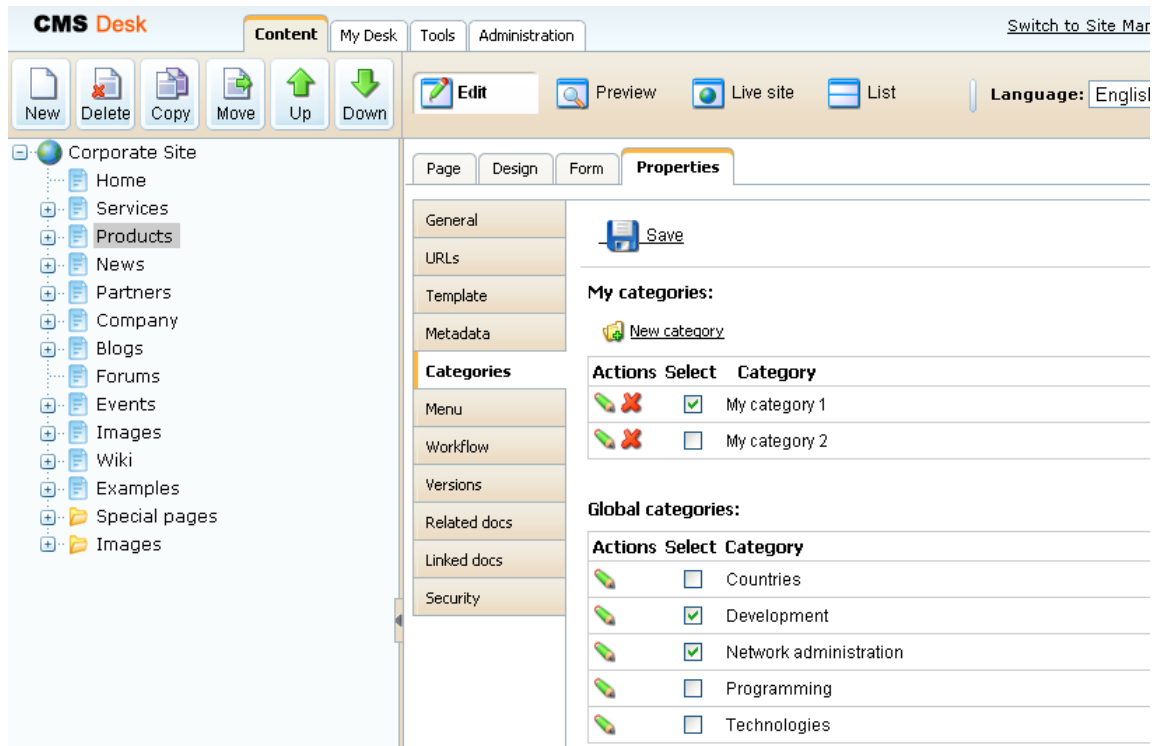 CMS Desk
Content
My Desk
Tools
Administration
Switch to Site Mar
New
Delete
Copy
Move
Up
Down
Edit
Preview
Live site
List
Language:
English
Corporate Site
Home
Services
Products
News
Partners
Company
Blogs
Forums
Events
Images
Wiki
Examples
Special pages
Images
Page
Design
Form
Properties
General
URLs
Template
Metadata
Categories
Menu
Workflow
Versions
Related docs
Linked docs
Security
Save
My categories:
New category
Actions Select Category
My category 1
My category 2
Global categories:
Actions Select Category
Countries
Development
Network administration
Programming
Technologies